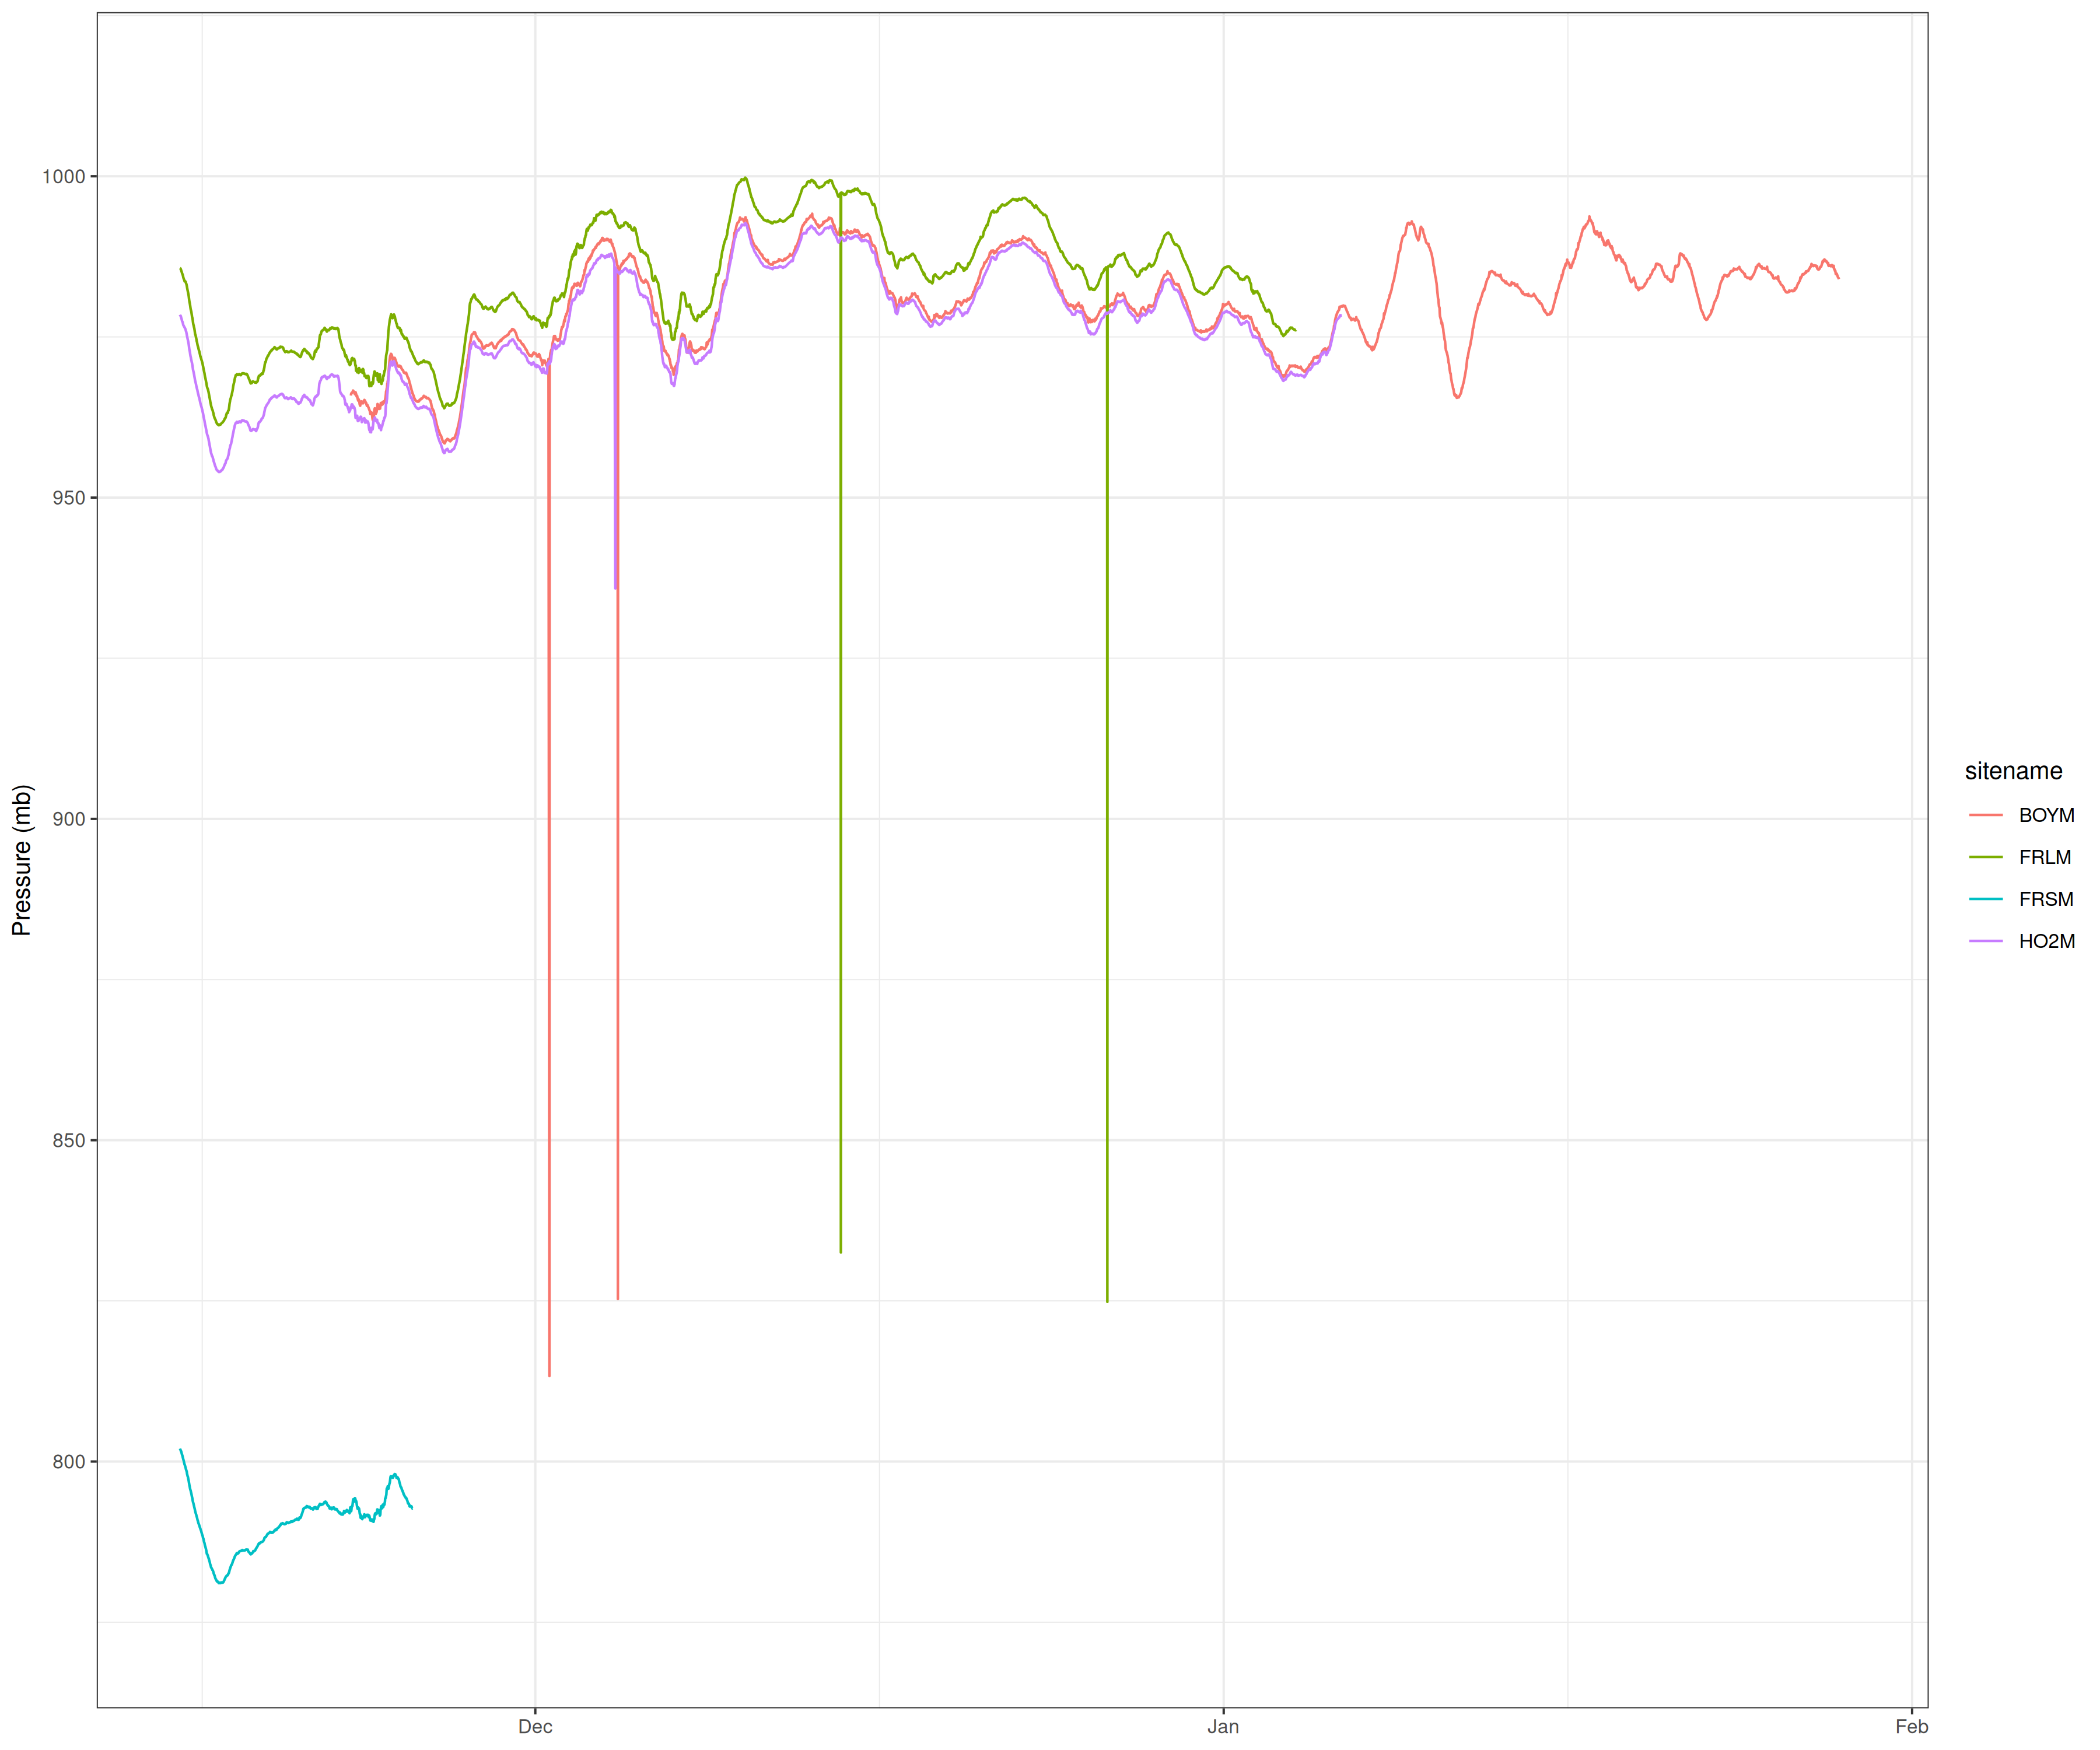 1000
950
900
850
800
Pressure (mb)
Dec
Jan
Feb
sitename
BOYM
FRLM
FRSM
HO2M